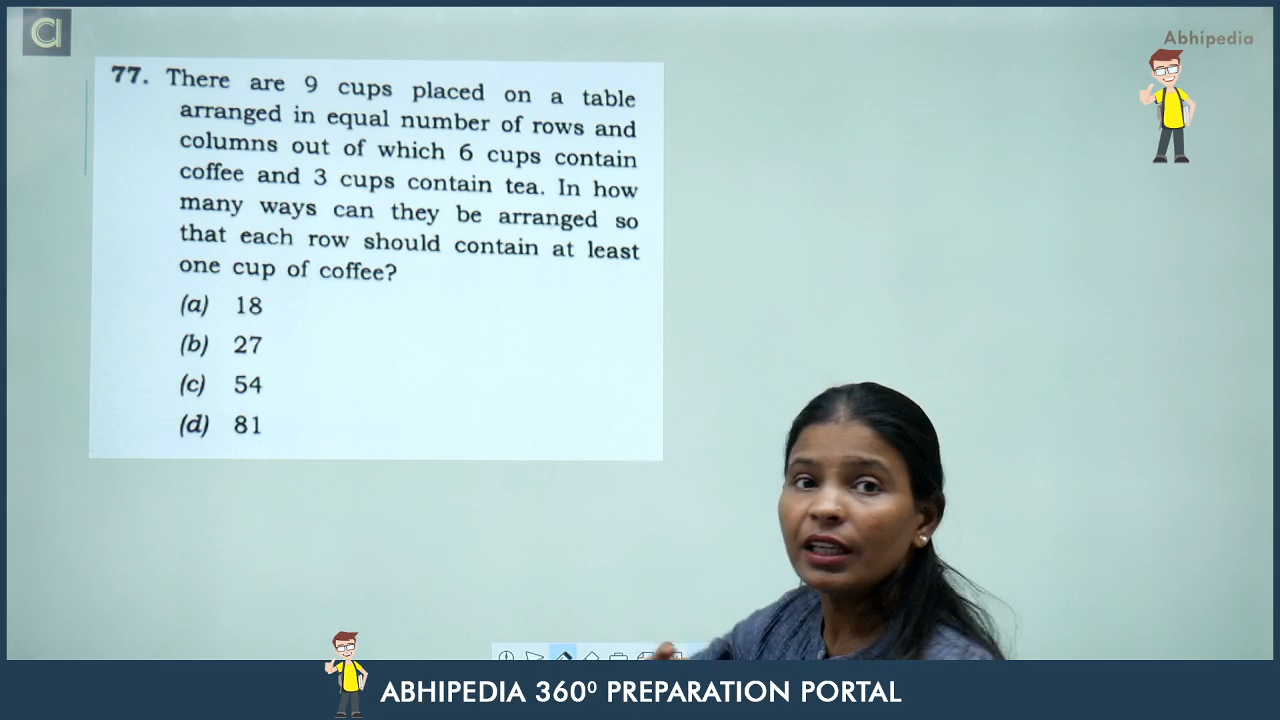 Abhipedia
77. There are 9 cups placed on a table
arranged in equal number of rows and
columns out of which 6 cups contain
coffee and 3 cups contain tea. In how
many ways can they be arranged so
that each row should contain at least
one cup of coffee?
(a) 18
(b) 27
(c) 54
(d) 81
ABHIPEDIA 360⁰ PREPARATION PORTAL